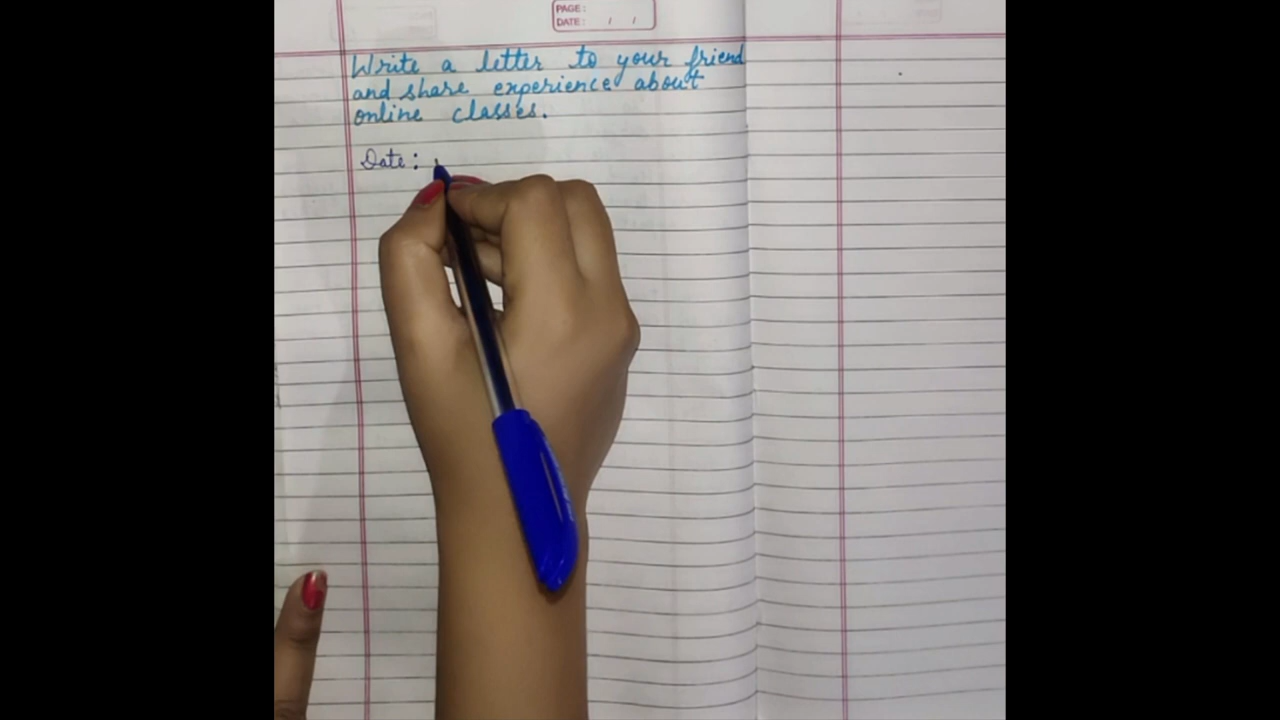 PAGE:
DATE: / /
Write a letter to your friend
and share experience about
online classes.
Date: